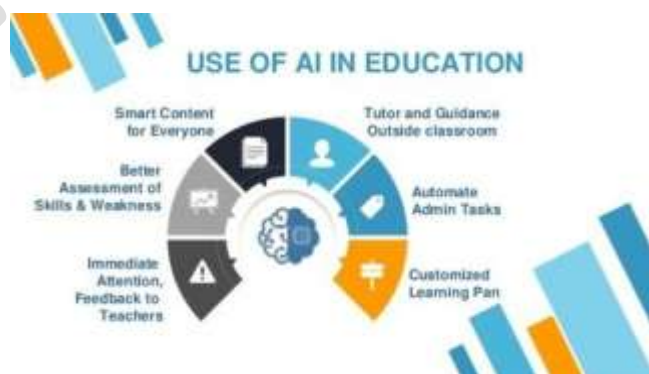 USE OF AI IN EDUCATION
Smart Content
for Everyone
Tutor and Guidance
Outside classroom
Better
Assessment of
Skills & Weakness
Automate
Admin Tasks
Immediate
Attention,
Feedback to
Teachers
Customized
Learning Pan